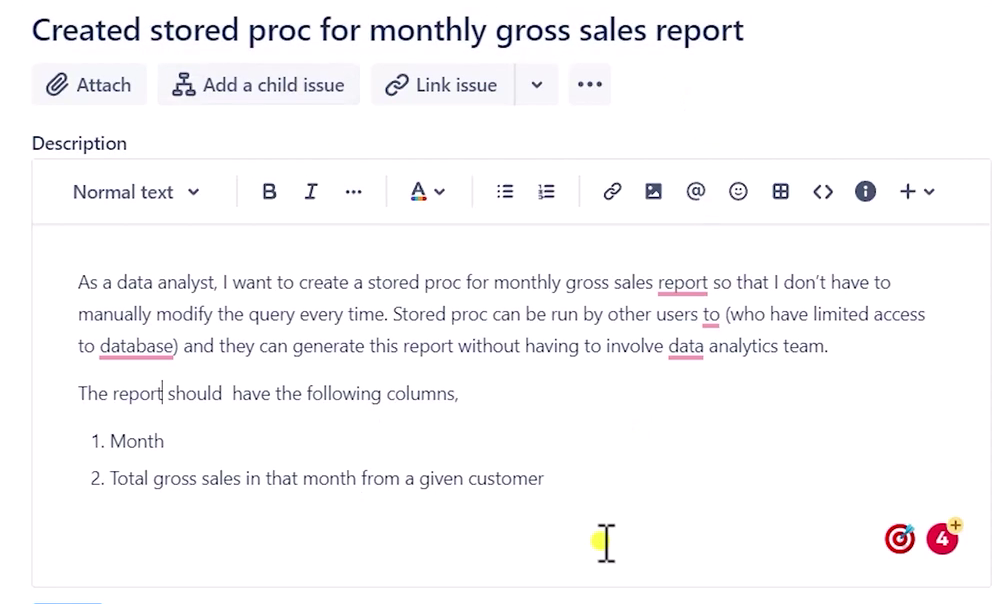 Created stored proc for monthly gross sales report
Attach Add a child issue Link issue
Description
Normal text B I A @
As a data analyst, I want to create a stored proc for monthly gross sales report so that I don't have to
manually modify the query every time. Stored proc can be run by other users to (who have limited access
to database) and they can generate this report without having to involve data analytics team.
The report should have the following columns,
1. Month
2. Total gross sales in that month from a given customer
4